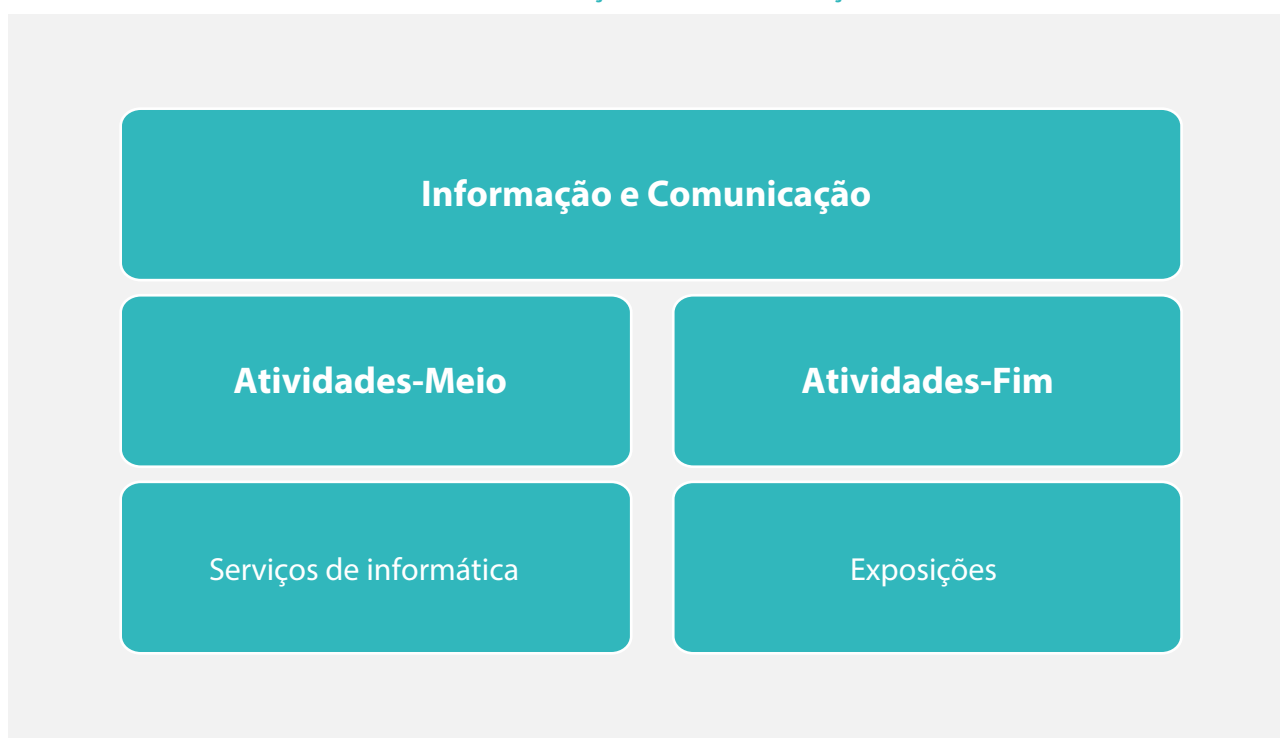 Informação e Comunicação
Atividades-Meio
Atividades-Fim
Serviços de informática
Exposições